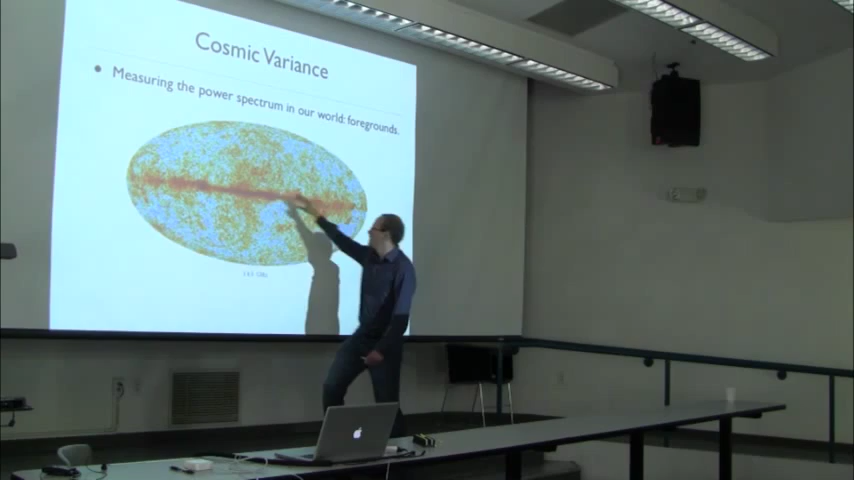 Cosmic Variance
• Measuring the power spectrum in our world: foregrounds.